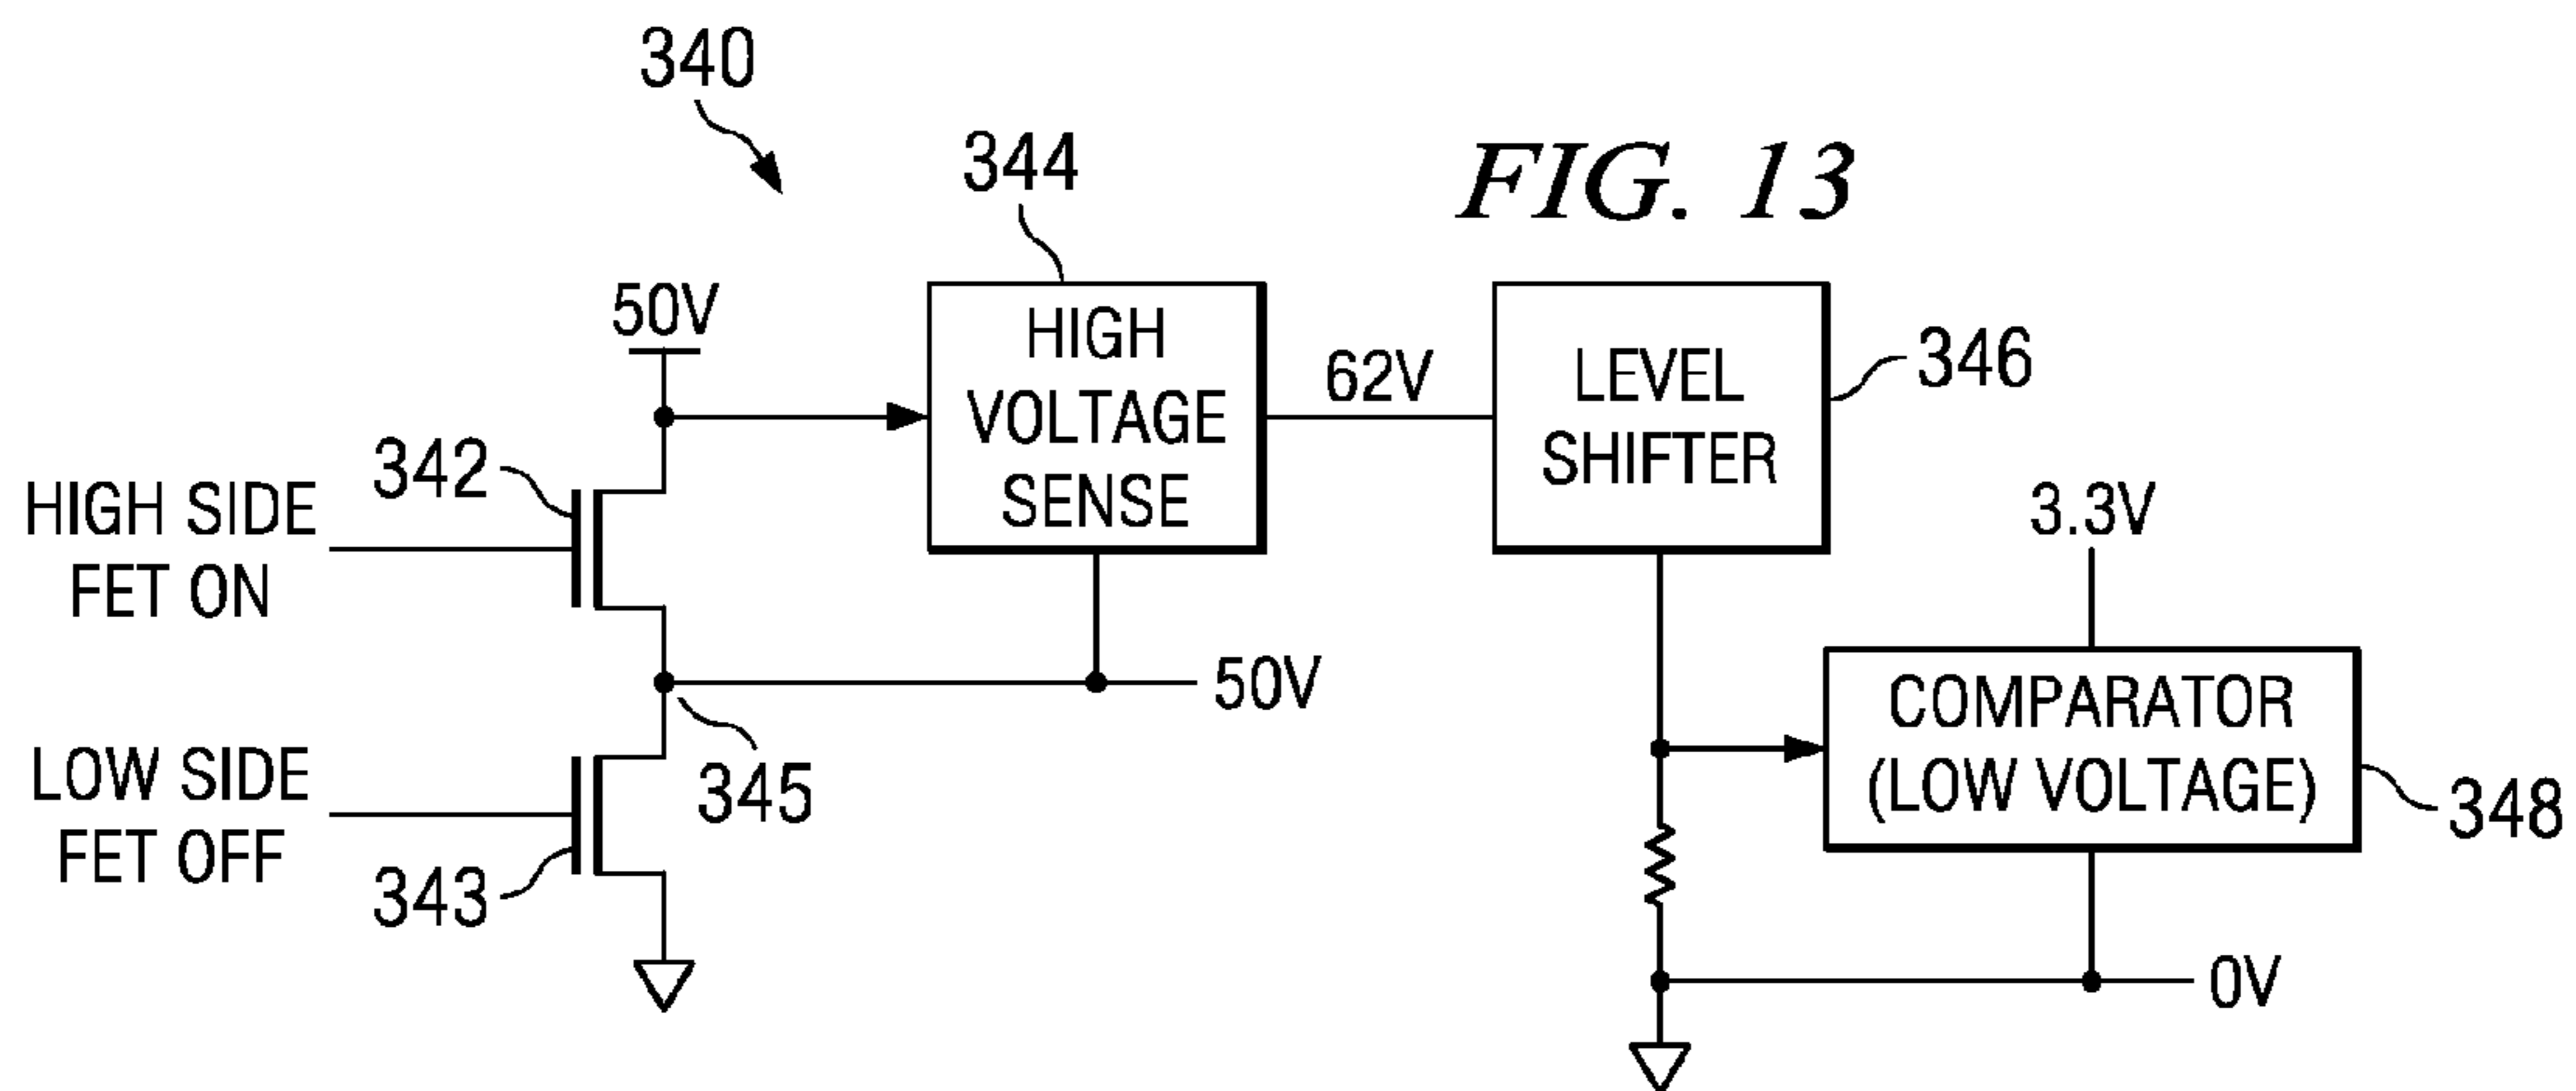 340
344
FIG. 13
50V
HIGH
VOLTAGE
SENSE
62V
LEVEL
SHIFTER
346
342
HIGH SIDE
FET ON
3.3V
50V
345
LOW SIDE
FET OFF
343
COMPARATOR
(LOW VOLTAGE)
348
0V